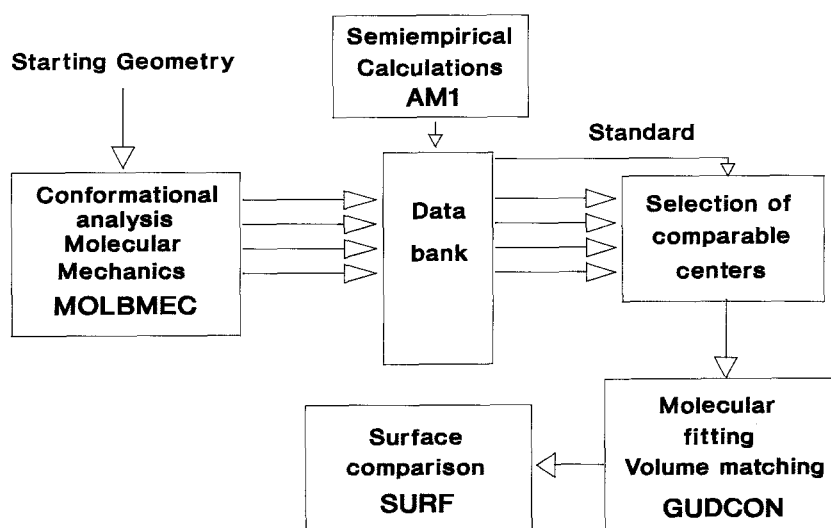 Starting Geometry
Semiempirical
Calculations
AM1
Standard
Conformational
analysis
Molecular
Mechanics
MOLBMEC
Data
bank
Selection of
comparable
centers
Surface
comparison
SURF
Molecular
fitting
Volume matching
GUDCON